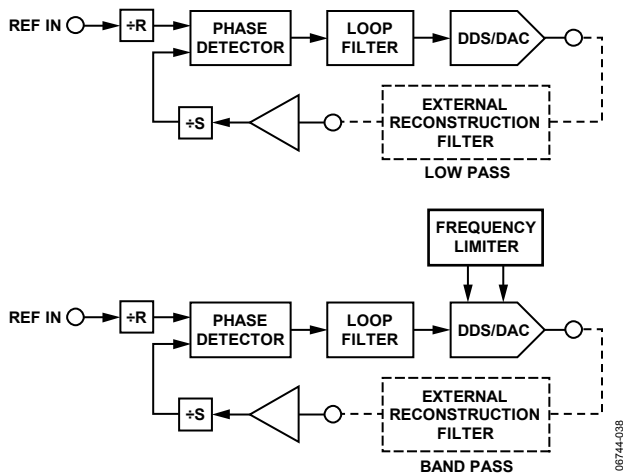 REF IN
÷R
PHASE
DETECTOR
LOOP
FILTER
DDS/DAC
÷S
EXTERNAL
RECONSTRUCTION
FILTER
LOW PASS
FREQUENCY
LIMITER
REF IN
÷R
PHASE
DETECTOR
LOOP
FILTER
DDS/DAC
÷S
EXTERNAL
RECONSTRUCTION
FILTER
BAND PASS
06744-038